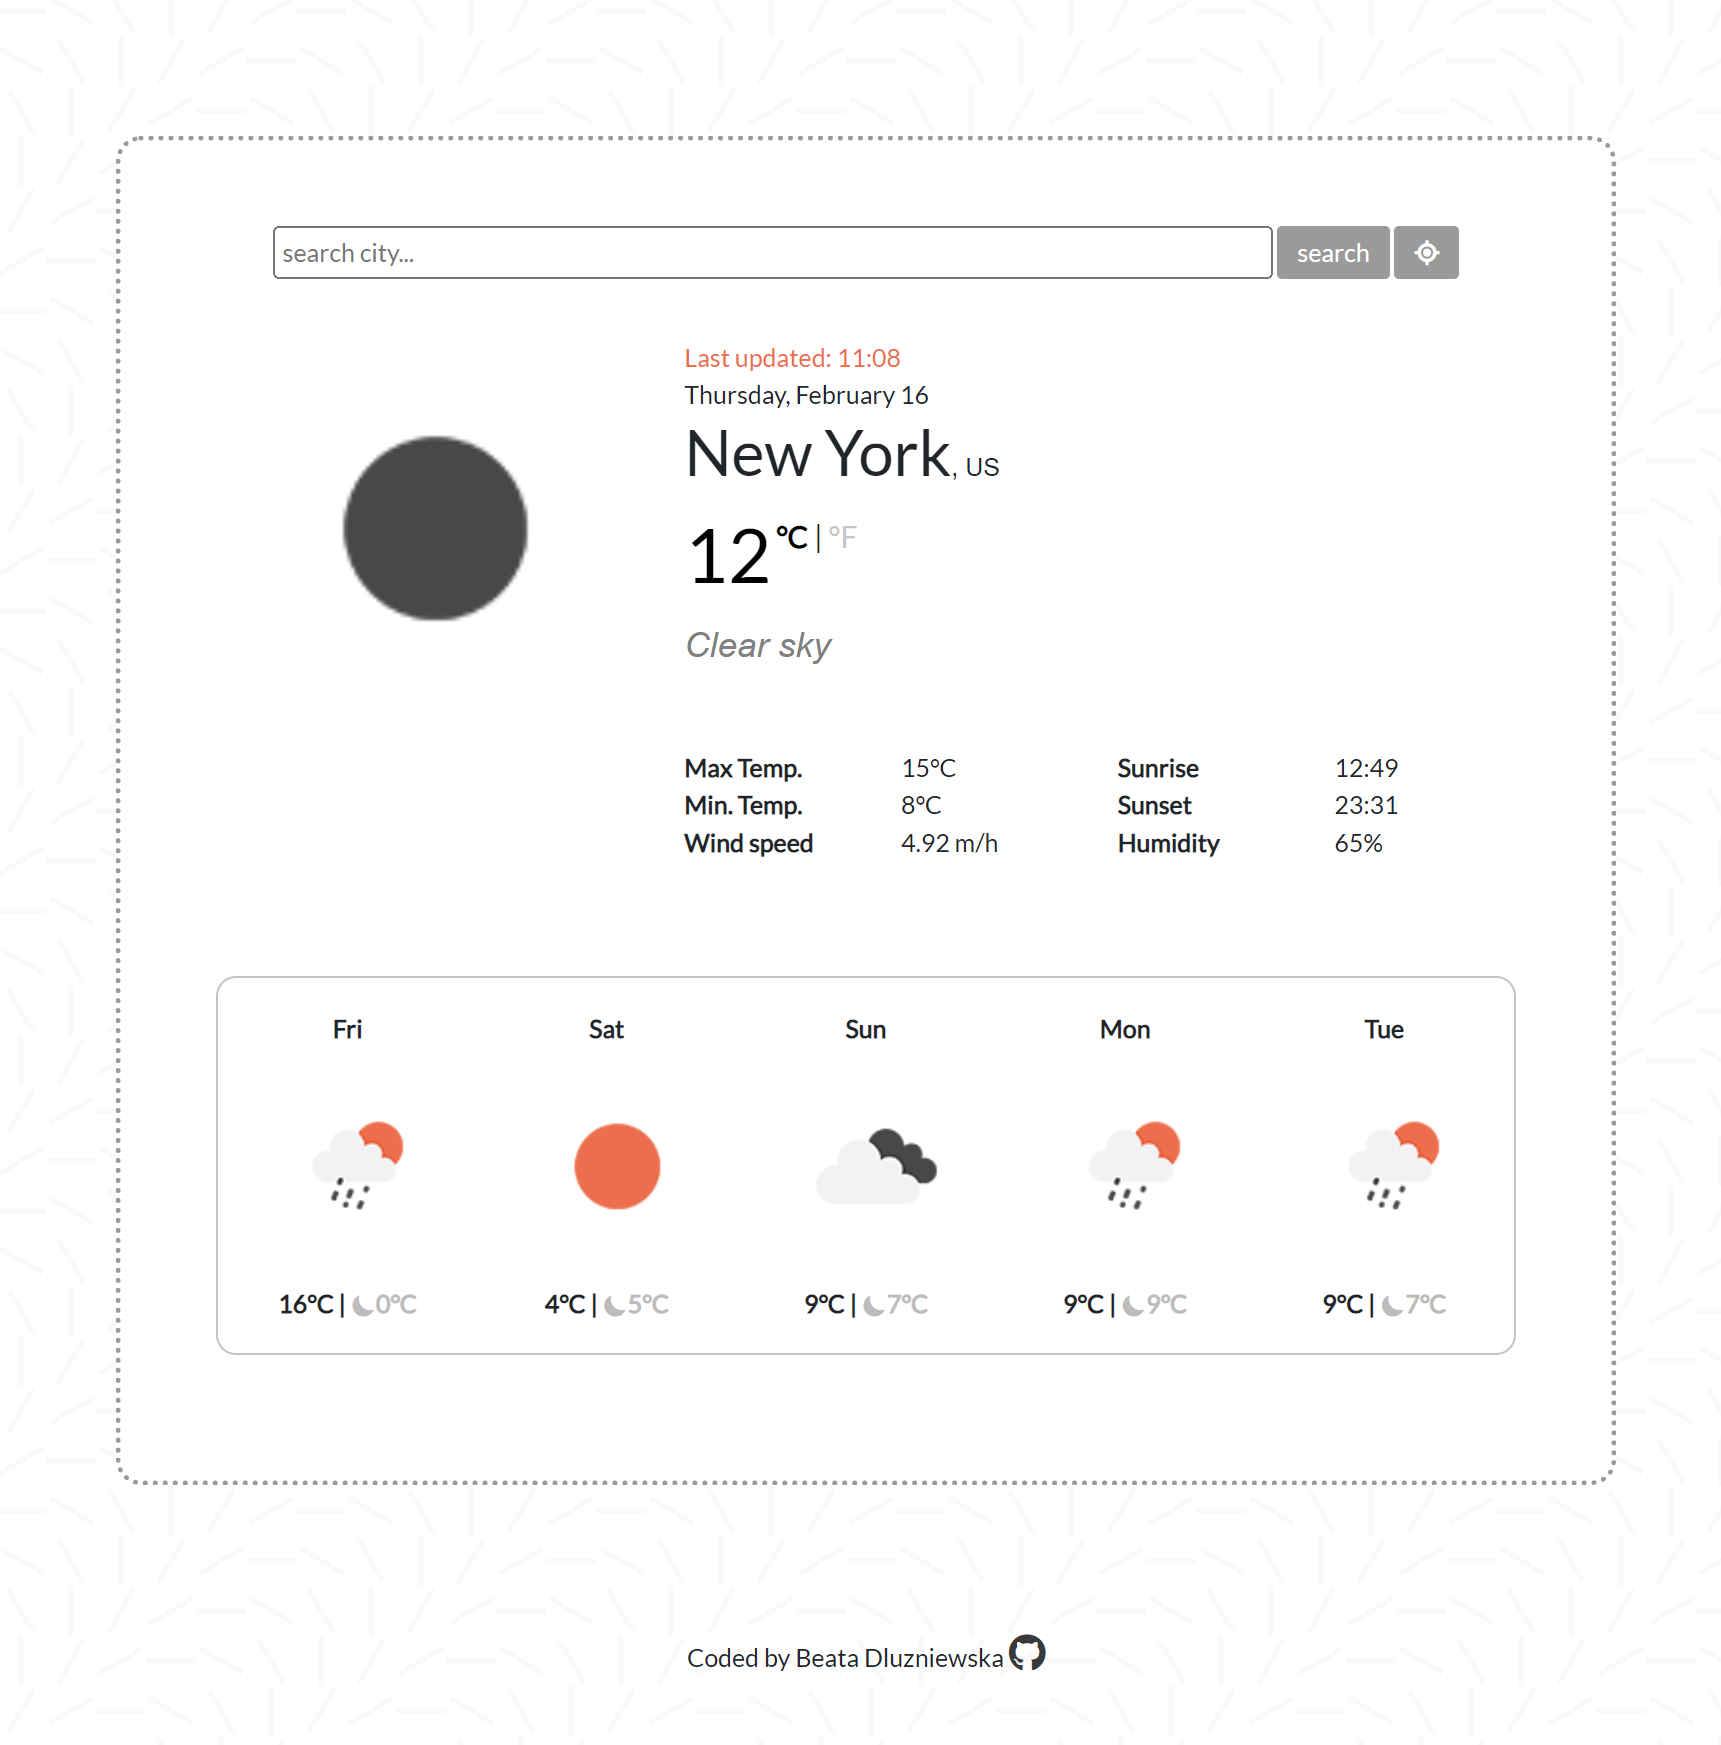 search city... search
Last updated: 11:08
Thursday, February 16
New York, US
12 °C | °F
Clear sky
Max Temp. 15°C Sunrise 12:49
Min. Temp. 8°C Sunset 23:31
Wind speed 4.92 m/h Humidity 65%
Fri Sat Sun Mon Tue
16°C | 0°C 4°C | 5°C 9°C | 7°C 9°C | 9°C 9°C | 7°C
Coded by Beata Dluzniewska